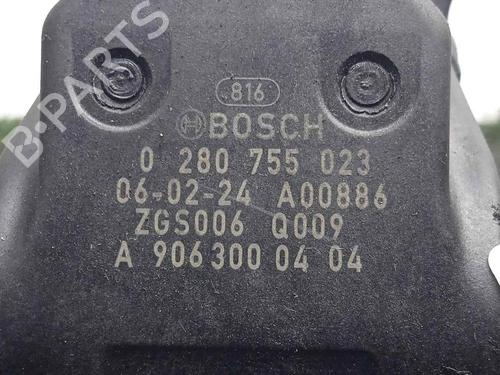 B-PARTS
816
BOSCH
0 280 755 023
06-02-24 A00886
ZGS006 Q009
A 906 300 04 04